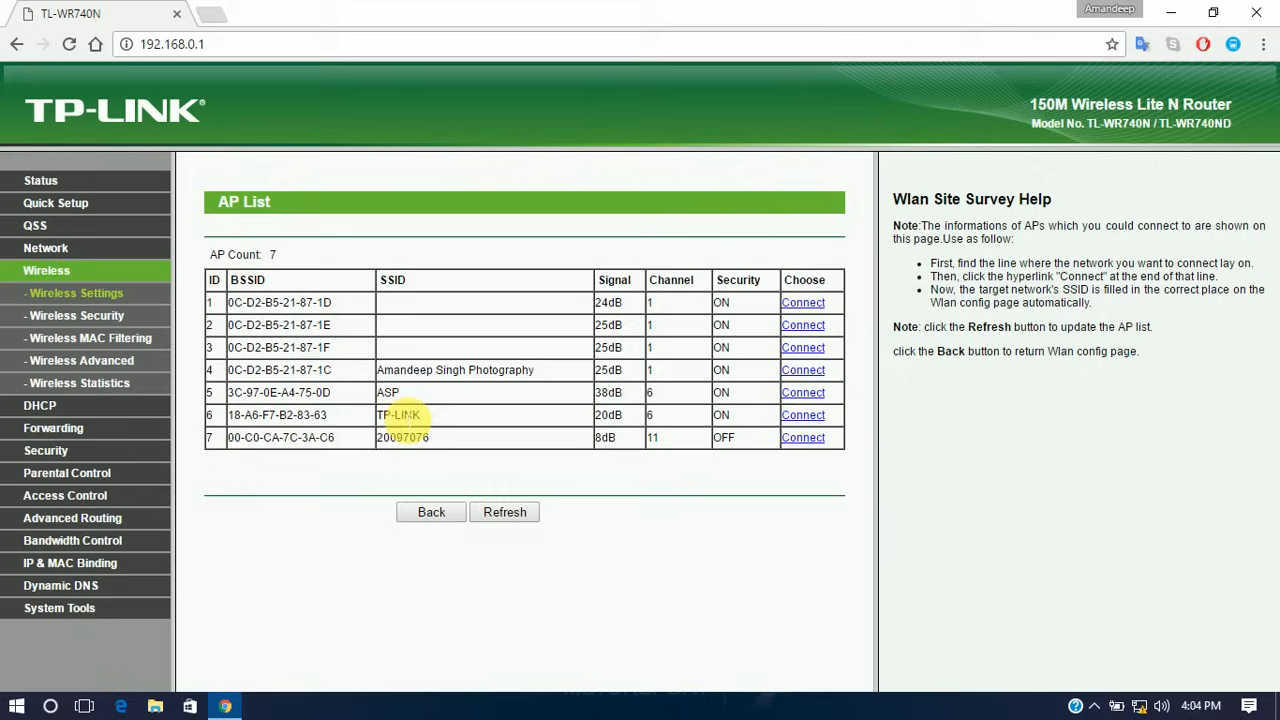 TL-WR740N
Amandeep
192.168.0.1
TP-LINK®
150M Wireless Lite N Router
Model No. TL-WR740N / TL-WR740ND
Status
Quick Setup
QSS
Network
Wireless
- Wireless Settings
- Wireless Security
- Wireless MAC Filtering
- Wireless Advanced
- Wireless Statistics
DHCP
Forwarding
Security
Parental Control
Access Control
Advanced Routing
Bandwidth Control
IP & MAC Binding
Dynamic DNS
System Tools
AP List
AP Count: 7
ID BSSID SSID Signal Channel Security Choose
1 0C-D2-B5-21-87-1D 24dB 1 ON Connect
2 0C-D2-B5-21-87-1E 25dB 1 ON Connect
3 0C-D2-B5-21-87-1F 25dB 1 ON Connect
4 0C-D2-B5-21-87-1C Amandeep Singh Photography 25dB 1 ON Connect
5 3C-97-0E-A4-75-0D ASP 38dB 6 ON Connect
6 18-A6-F7-B2-83-63 TP-LINK 20dB 6 ON Connect
7 00-C0-CA-7C-3A-C6 20097076 8dB 11 OFF Connect
Back Refresh
Wlan Site Survey Help
Note:The informations of APs which you could connect to are shown
on this page.Use as follow:
First, find the line where the network you want to connect lay on.
Then, click the hyperlink "Connect" at the end of that line.
Now, the target network's SSID is filled in the correct place on the
Wlan config page automatically.
Note: click the Refresh button to update the AP list.
click the Back button to return Wlan config page.
4:04 PM